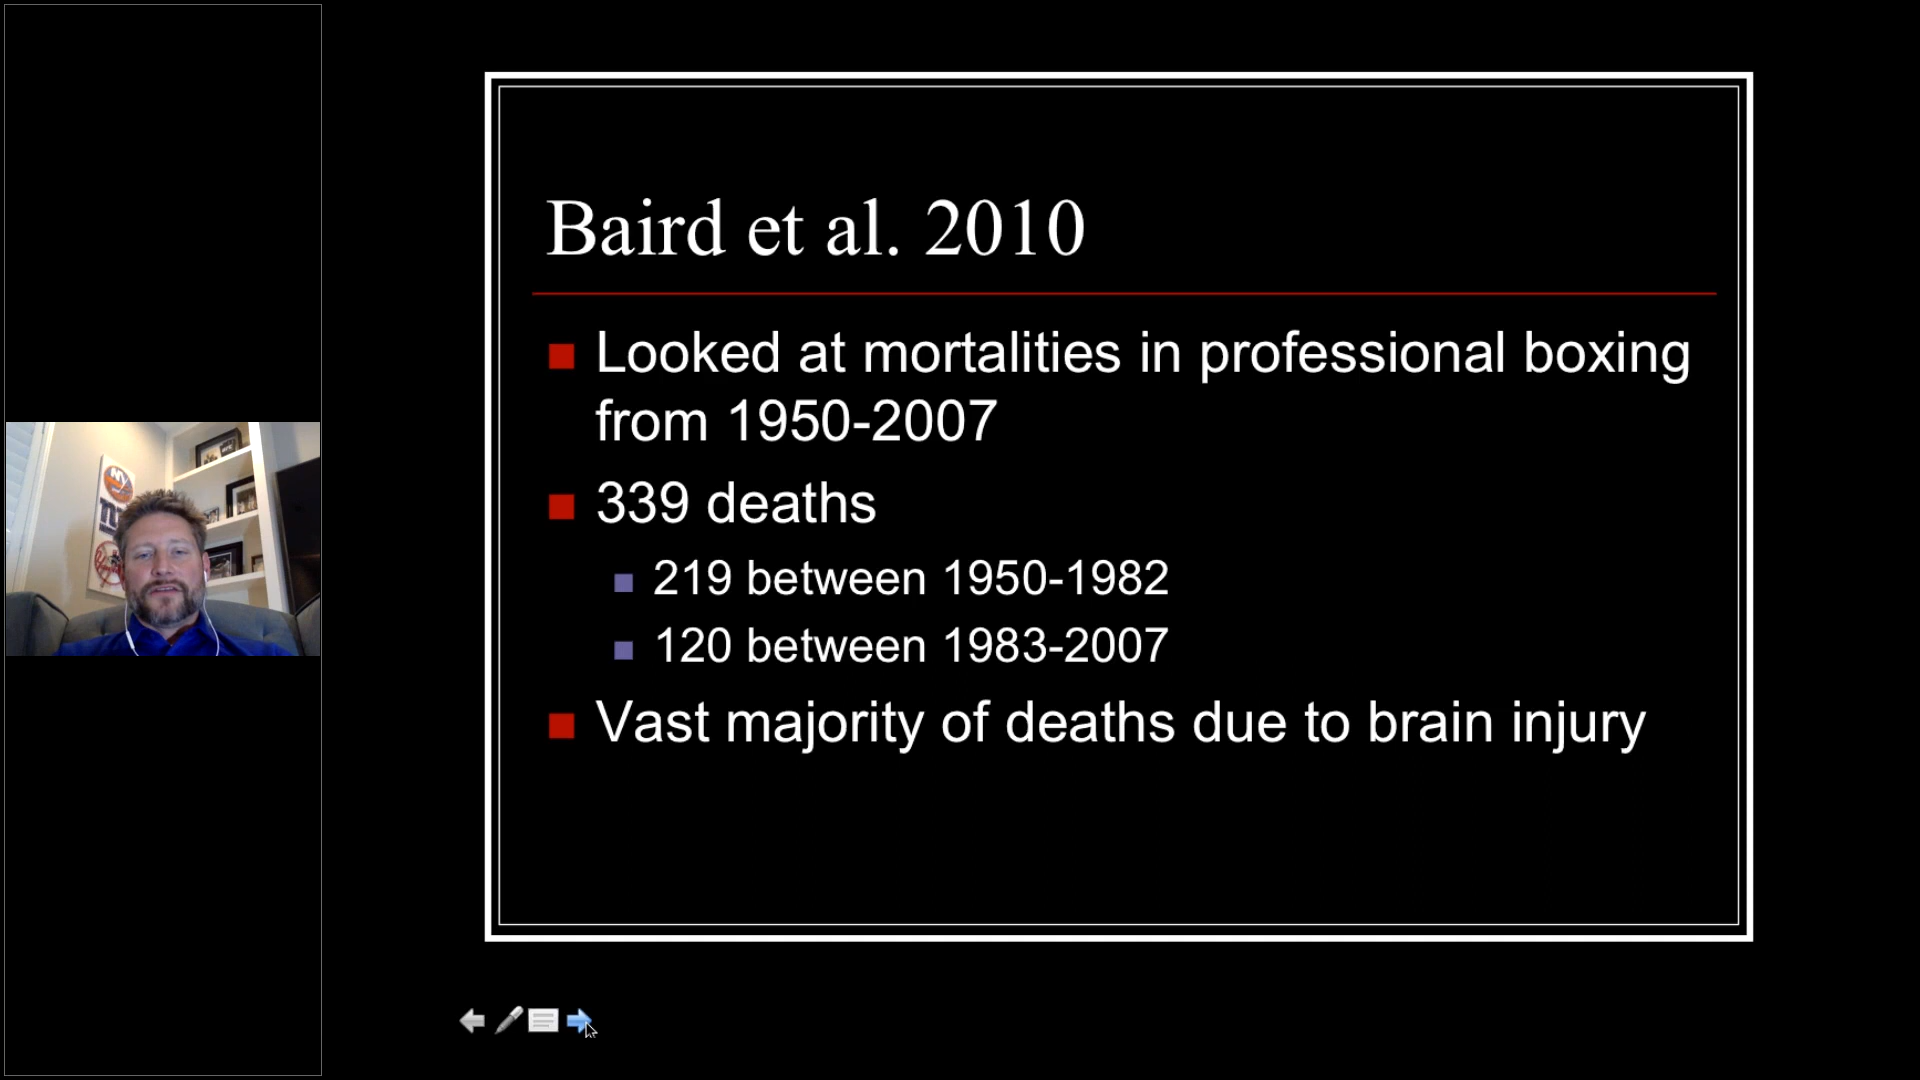 Baird et al. 2010
Looked at mortalities in professional boxing
from 1950-2007
339 deaths
219 between 1950-1982
120 between 1983-2007
Vast majority of deaths due to brain injury
NY